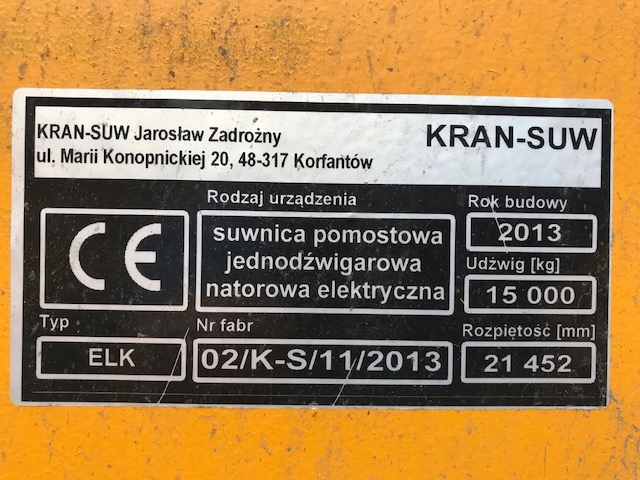 KRAN-SUW Jarosław Zadrożny
ul. Marii Konopnickiej 20, 48-317 Korfantów
KRAN-SUW
CE
Rodzaj urządzenia
suwnica pomostowa
jednodźwigarowa
natorowa elektryczna
Rok budowy
2013
Udźwig [kg]
15 000
Typ
ELK
Nr fabr
02/K-S/11/2013
Rozpiętość [mm]
21 452